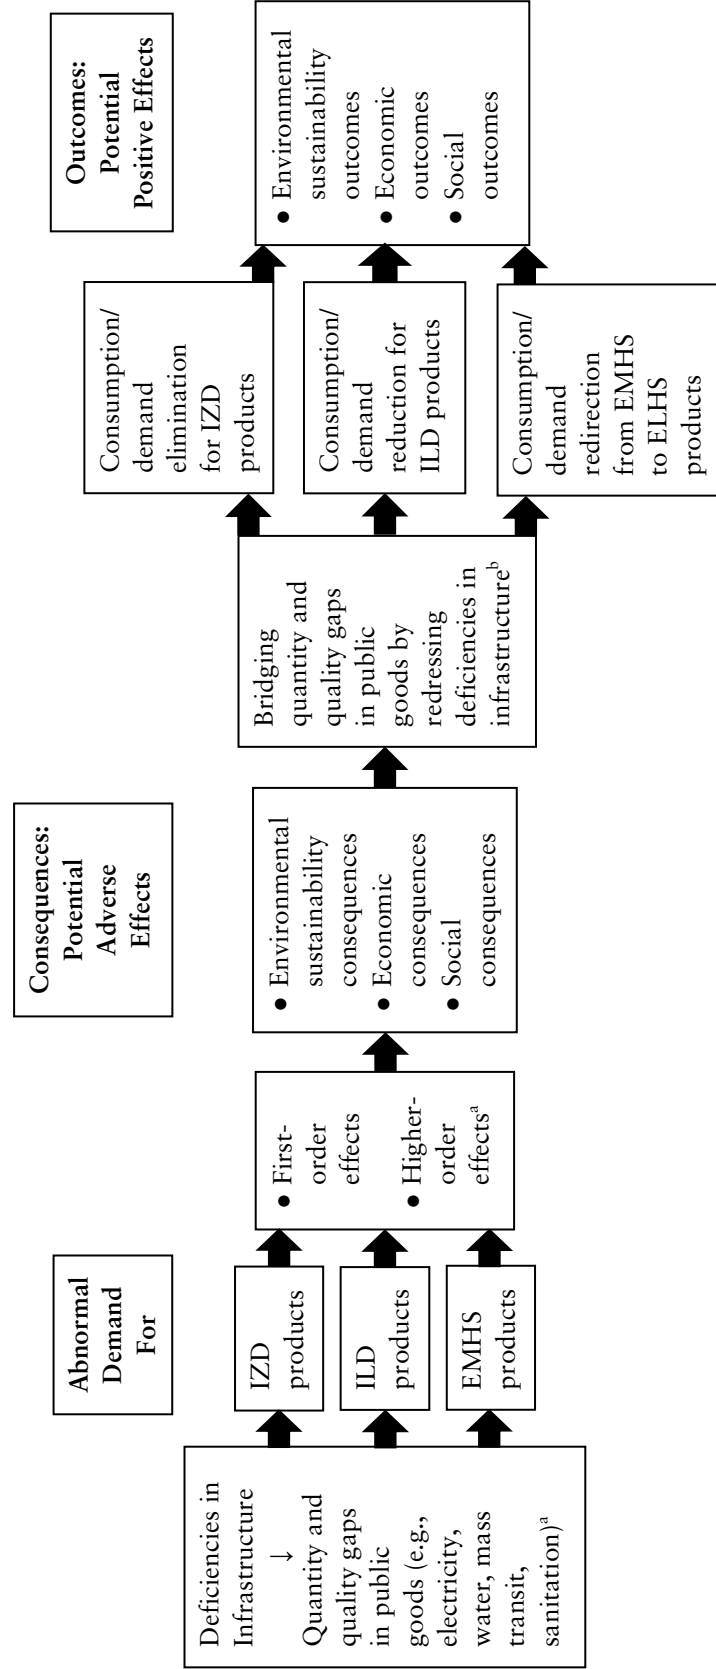 Abnormal
Demand
For
Consequences:
Potential
Adverse
Effects
Outcomes:
Potential
Positive Effects
Deficiencies in
Infrastructure
↓
Quantity and
quality gaps
in public
goods (e.g.,
electricity,
water, mass
transit,
sanitation)ᵃ
IZD
products
ILD
products
EMHS
products
● First-
order
effects
● Higher-
order
effectsᵃ
● Environmental
sustainability
consequences
● Economic
consequences
● Social
consequences
Bridging
quantity and
quality gaps
in public
goods by
redressing
deficiencies in
infrastructureᵇ
Consumption/
demand
elimination
for IZD
products
Consumption/
demand
reduction for
ILD products
Consumption/
demand
redirection
from EMHS
to ELHS
products
● Environmental
sustainability
outcomes
● Economic
outcomes
● Social
outcomes